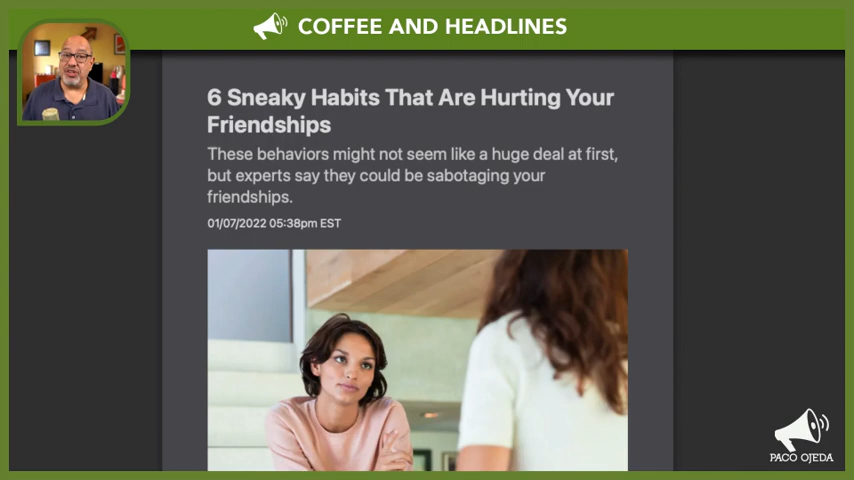 COFFEE AND HEADLINES
6 Sneaky Habits That Are Hurting Your
Friendships
These behaviors might not seem like a huge deal at first,
but experts say they could be sabotaging your
friendships.
01/07/2022 05:38pm EST
PACO OJEDA